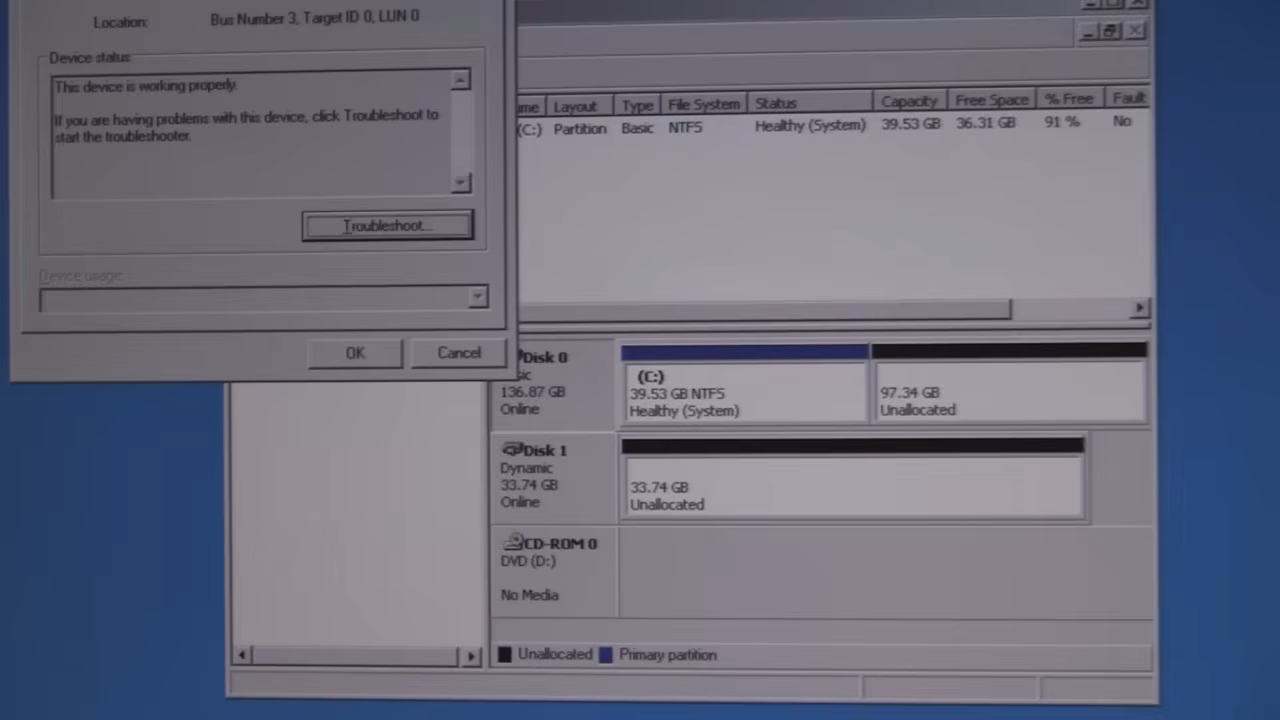 Location: Bus Number 3, Target ID 0, LUN 0
Device status
This device is working properly.
If you are having problems with this device, click Troubleshoot to
start the troubleshooter.
Troubleshoot...
Device usage:
OK Cancel
me Layout Type File System Status Capacity Free Space % Free Fault
(C:) Partition Basic NTFS Healthy (System) 39.53 GB 36.31 GB 91 % No
Disk 0
sic
136.87 GB
Online
(C:)
39.53 GB NTFS
Healthy (System)
97.34 GB
Unallocated
Disk 1
Dynamic
33.74 GB
Online
33.74 GB
Unallocated
CD-ROM 0
DVD (D:)
No Media
Unallocated Primary partition